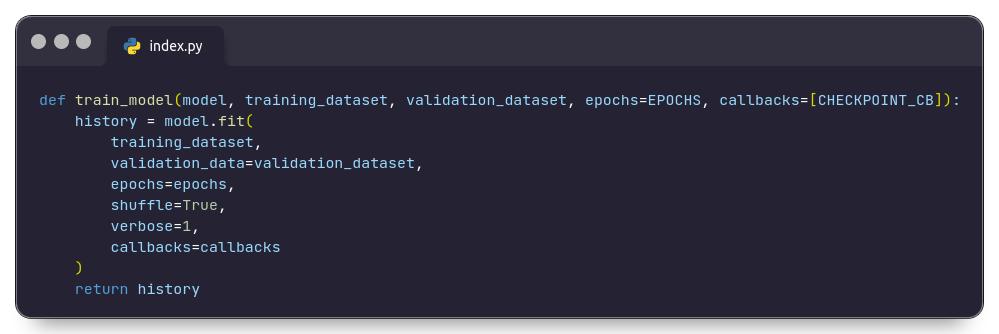 index.py
def train_model(model, training_dataset, validation_dataset, epochs=EPOCHS, callbacks=[CHECKPOINT_CB]):
    history = model.fit(
        training_dataset,
        validation_data=validation_dataset,
        epochs=epochs,
        shuffle=True,
        verbose=1,
        callbacks=callbacks
    )
    return history